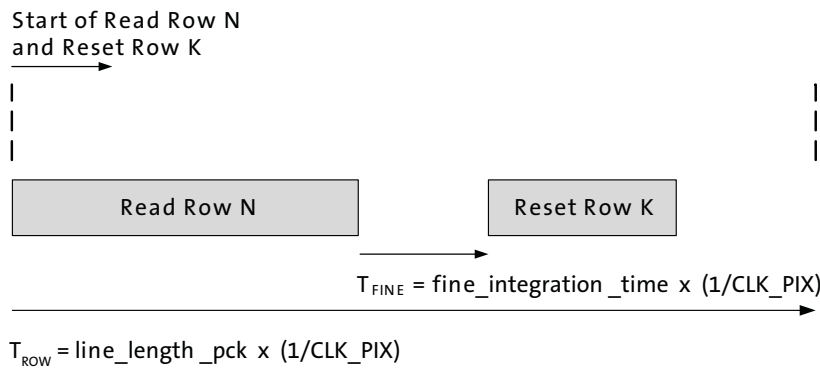 Start of Read Row N
and Reset Row K
Read Row N
Reset Row K
T_FINE = fine_integration _time x (1/CLK_PIX)
T_ROW = line_length _pck x (1/CLK_PIX)